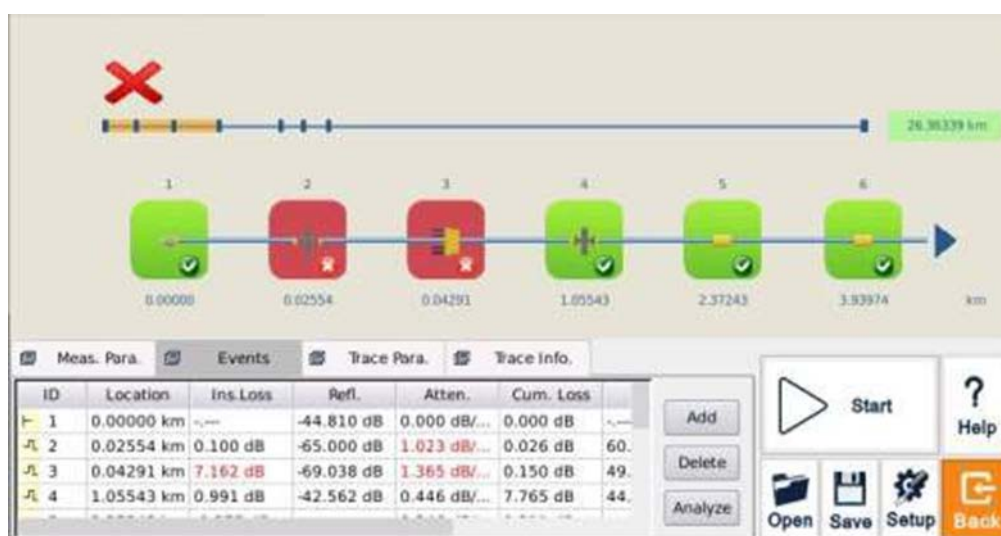 26.36339 km
1 2 3 4 5 6
0.00000 0.02554 0.04291 1.05543 2.37243 3.93974 km
Meas. Para. Events Trace Para. Trace Info.
ID Location Ins.Loss Refl. Atten. Cum. Loss
1 0.00000 km -.--- -44.810 dB 0.000 dB/... 0.000 dB -.---
2 0.02554 km 0.100 dB -65.000 dB 1.023 dB/... 0.026 dB 60.
3 0.04291 km 7.162 dB -69.038 dB 1.365 dB/... 0.150 dB 49.
4 1.05543 km 0.991 dB -42.562 dB 0.446 dB/... 7.765 dB 44.
Add
Delete
Analyze
Start
Help
Open Save Setup Back